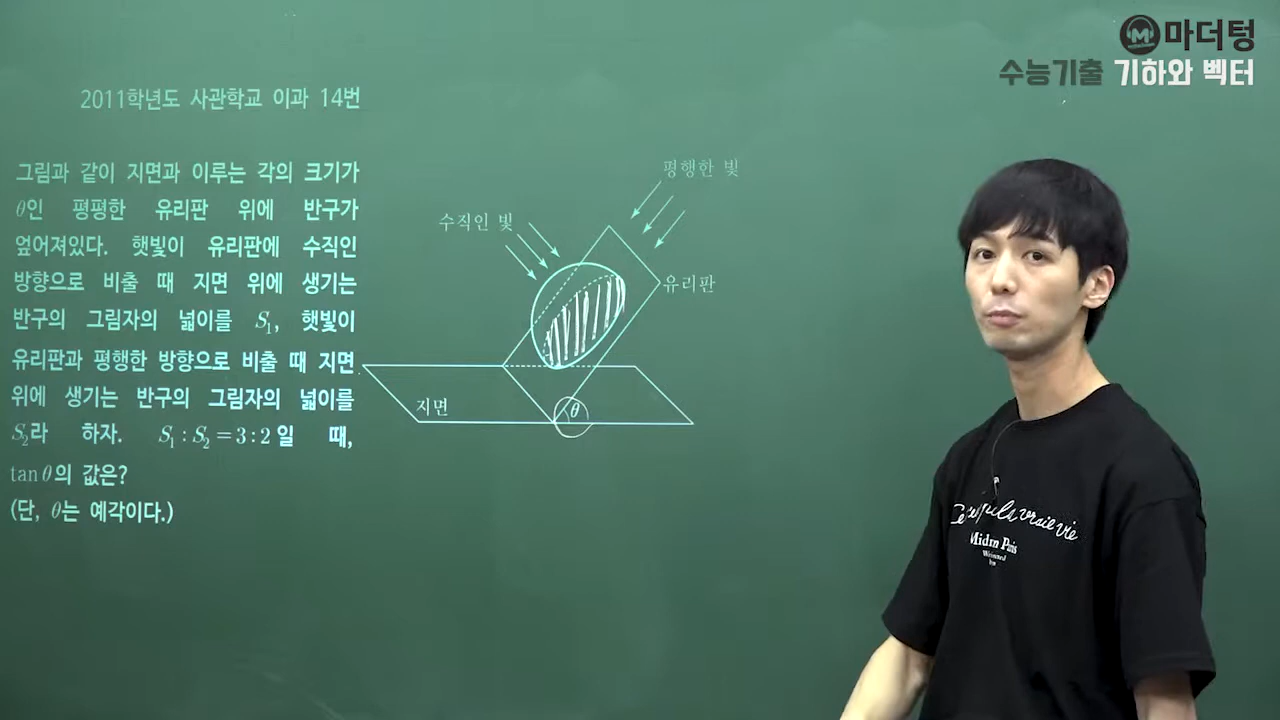 마더텅
수능기출 기하와 벡터
2011학년도 사관학교 이과 14번
그림과 같이 지면과 이루는 각의 크기가
θ인 평평한 유리판 위에 반구가
엎어져있다. 햇빛이 유리판에 수직인
방향으로 비출 때 지면 위에 생기는
반구의 그림자의 넓이를 S₁, 햇빛이
유리판과 평행한 방향으로 비출 때 지면
위에 생기는 반구의 그림자의 넓이를
S₂라 하자. S₁ : S₂ = 3 : 2일 때,
tanθ의 값은?
(단, θ는 예각이다.)
평행한 빛
수직인 빛
유리판
지면
θ
Midnm Paris